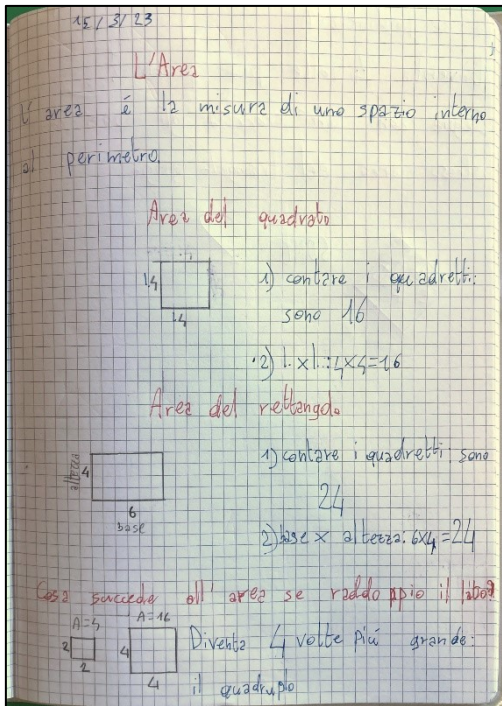 15/3/23
L'Area
L'area é la misura di uno spazio interno
al perimetro.
Area del quadrato
l.4
l.4
1) contare i quadretti:
sono 16
2) l. x l.: 4x4=16
Area del rettangolo
altezza 4
6
base
1) contare i quadretti: sono
24
2) base x altezza: 6x4=24
Cosa succede all'area se raddoppio il lato?
A=4
2
2
A=16
4
4
Diventa 4 volte piú grande:
il quadruplo